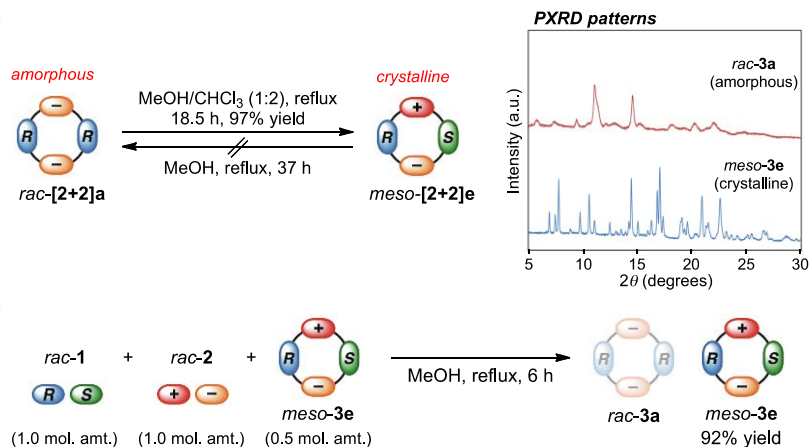 PXRD patterns
amorphous
crystalline
MeOH/CHCl3 (1:2), reflux
18.5 h, 97% yield
MeOH, reflux, 37 h
− R R −
+ R S −
rac-[2+2]a
meso-[2+2]e
Intensity (a.u.)
rac-3a
(amorphous)
meso-3e
(crystalline)
5 10 15 20 25 30
2θ (degrees)
rac-1 + rac-2 +
R S
+ −
+ R S −
meso-3e
(1.0 mol. amt.) (1.0 mol. amt.) (0.5 mol. amt.)
MeOH, reflux, 6 h
− R R −
rac-3a
+ R S −
meso-3e
92% yield